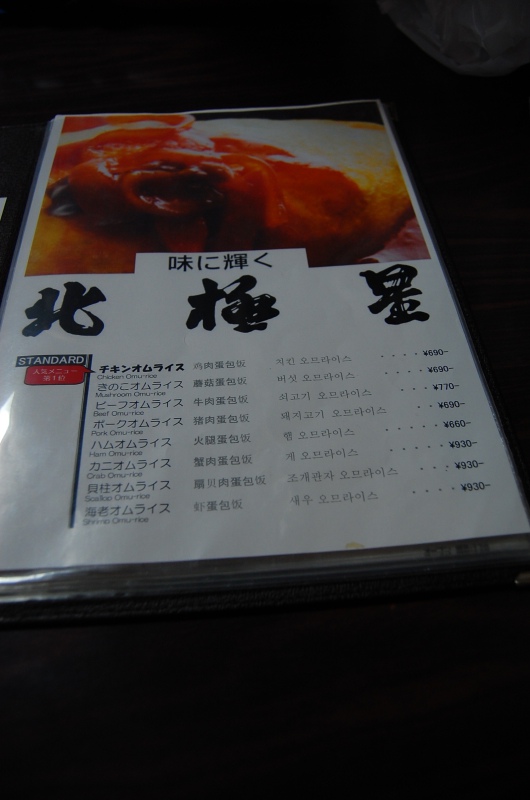 味に輝く
北極星
STANDARD
人気メニュー
第1位
チキンオムライス 鸡肉蛋包饭 치킨 오므라이스 ････¥690-
Chicken Omu-rice
きのこオムライス 蘑菇蛋包饭 버섯 오므라이스 ････¥690-
Mushroom Omu-rice
ビーフオムライス 牛肉蛋包饭 쇠고기 오므라이스 ････¥770-
Beef Omu-rice
ポークオムライス 猪肉蛋包饭 돼지고기 오므라이스 ････¥690-
Pork Omu-rice
ハムオムライス 火腿蛋包饭 햄 오므라이스 ････¥660-
Ham Omu-rice
カニオムライス 蟹肉蛋包饭 게 오므라이스 ････¥930-
Crab Omu-rice
貝柱オムライス 扇贝肉蛋包饭 조개관자 오므라이스 ････¥930-
Scallop Omu-rice
海老オムライス 虾蛋包饭 새우 오므라이스 ････¥930-
Shrimp Omu-rice